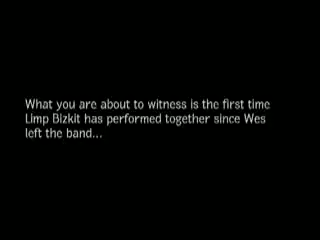 What you are about to witness is the first time
Limp Bizkit has performed together since Wes
left the band...